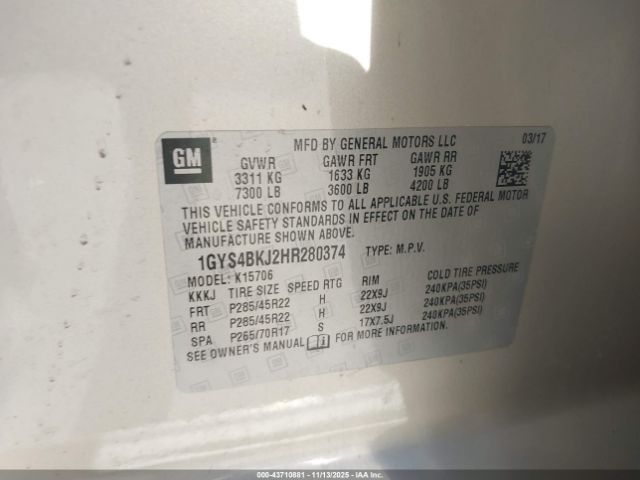 GM
MFD BY GENERAL MOTORS LLC 03/17
GVWR GAWR FRT GAWR RR
3311 KG 1633 KG 1905 KG
7300 LB 3600 LB 4200 LB
THIS VEHICLE CONFORMS TO ALL APPLICABLE U.S. FEDERAL MOTOR
VEHICLE SAFETY STANDARDS IN EFFECT ON THE DATE OF
MANUFACTURE SHOWN ABOVE.
1GYS4BKJ2HR280374 TYPE: M.P.V.
MODEL: K15706
KKKJ TIRE SIZE SPEED RTG RIM COLD TIRE PRESSURE
FRT P285/45R22 H 22X9J 240KPA(35PSI)
RR P285/45R22 H 22X9J 240KPA(35PSI)
SPA P265/70R17 S 17X7.5J 240KPA(35PSI)
SEE OWNER'S MANUAL FOR MORE INFORMATION.
000-43710881 - 11/13/2025 - IAAI.com